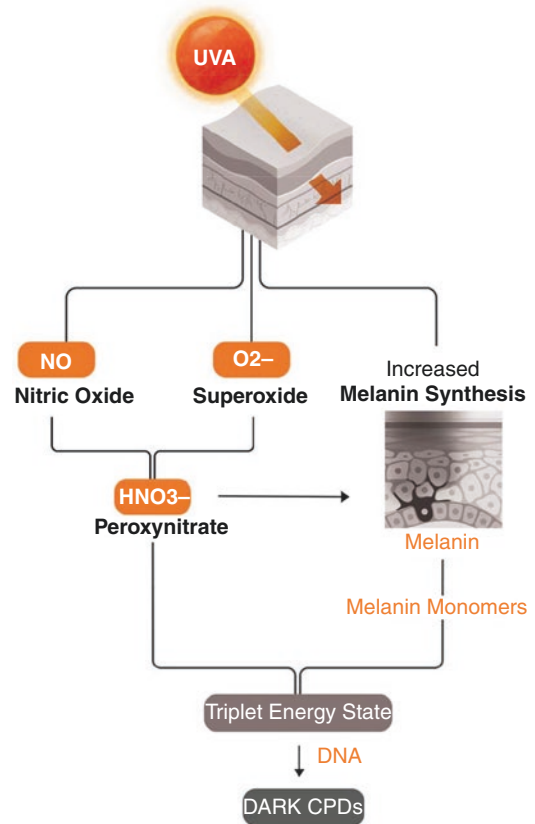 UVA
NO
Nitric Oxide
O2–
Superoxide
Increased
Melanin Synthesis
HNO3–
Peroxynitrate
Melanin
Melanin Monomers
Triplet Energy State
DNA
DARK CPDs